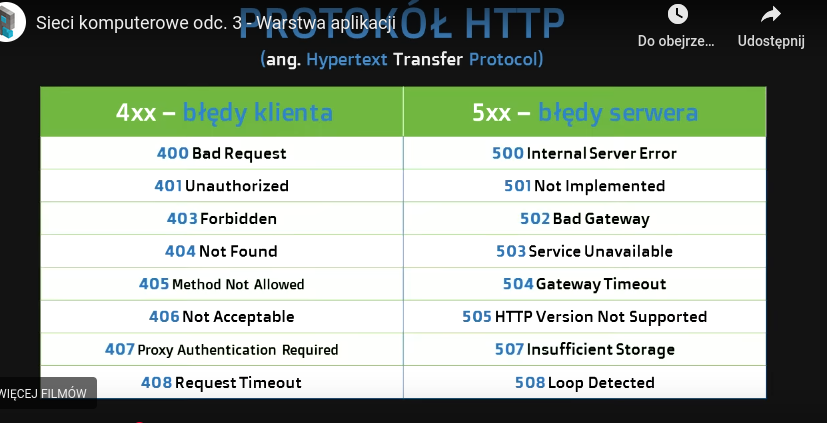 PROTOKÓŁ HTTP
Sieci komputerowe odc. 3 - Warstwa aplikacji
Do obejrze...
Udostępnij
(ang. Hypertext Transfer Protocol)
4xx – błędy klienta
5xx – błędy serwera
400 Bad Request
500 Internal Server Error
401 Unauthorized
501 Not Implemented
403 Forbidden
502 Bad Gateway
404 Not Found
503 Service Unavailable
405 Method Not Allowed
504 Gateway Timeout
406 Not Acceptable
505 HTTP Version Not Supported
407 Proxy Authentication Required
507 Insufficient Storage
408 Request Timeout
508 Loop Detected
WIĘCEJ FILMÓW